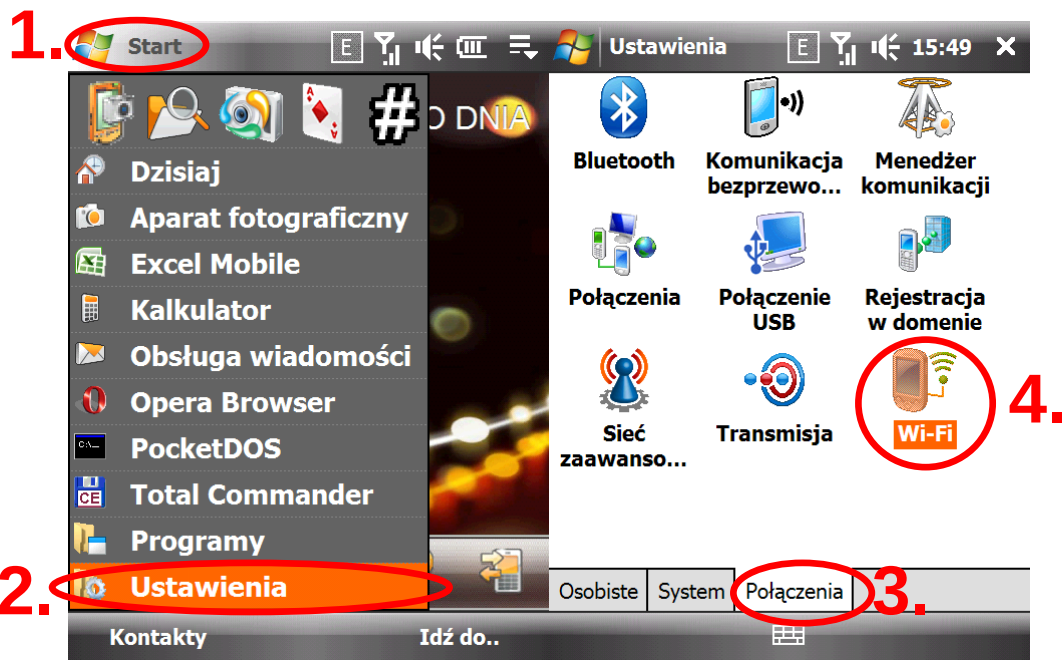 1.
Start
E
# O DNIA
Dzisiaj
Aparat fotograficzny
Excel Mobile
Kalkulator
Obsługa wiadomości
Opera Browser
C:\_
PocketDOS
CE
Total Commander
Programy
2.
Ustawienia
Kontakty
Idź do..
Ustawienia
E
15:49
Bluetooth
Komunikacja
bezprzewo...
Menedżer
komunikacji
Połączenia
Połączenie
USB
Rejestracja
w domenie
Sieć
zaawanso...
Transmisja
Wi-Fi
4.
Osobiste System Połączenia
3.